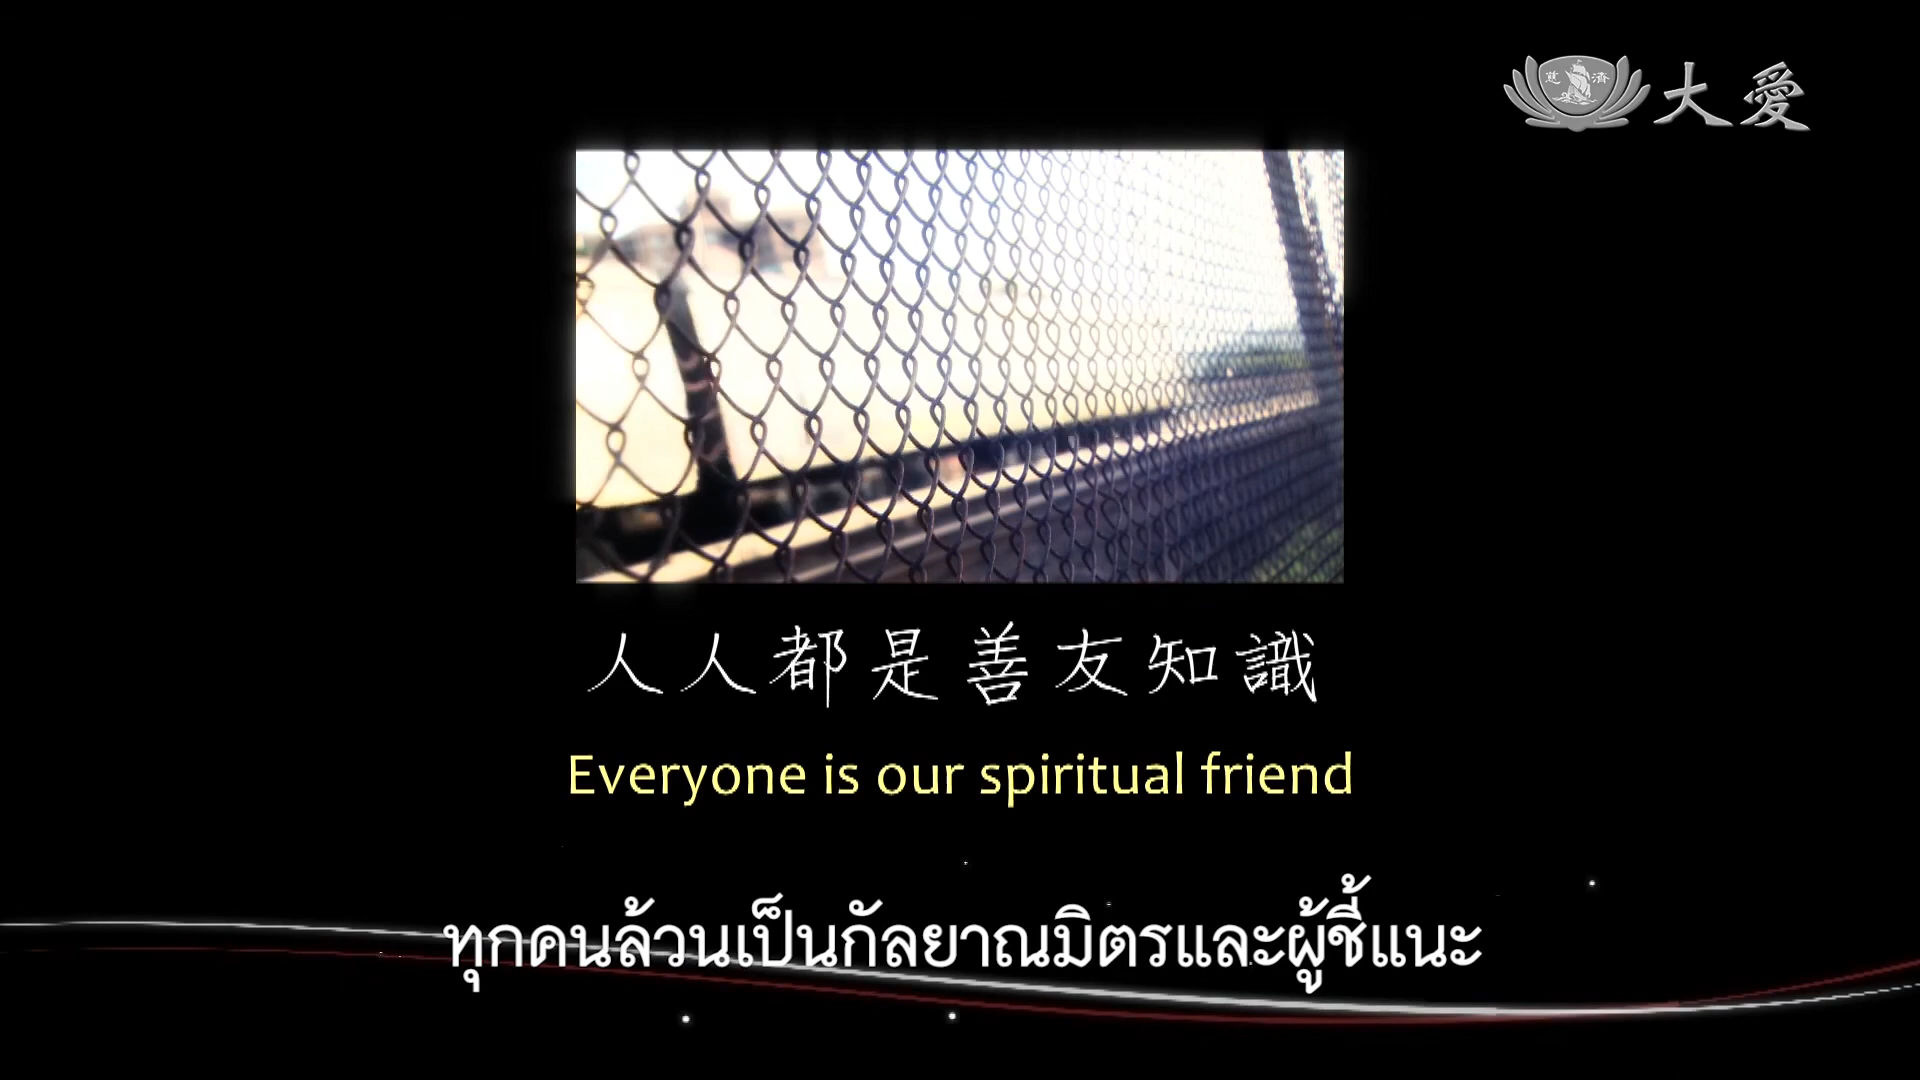 慈濟
大愛
人人都是善友知識
Everyone is our spiritual friend
ทุกคนล้วนเป็นกัลยาณมิตรและผู้ชี้แนะ